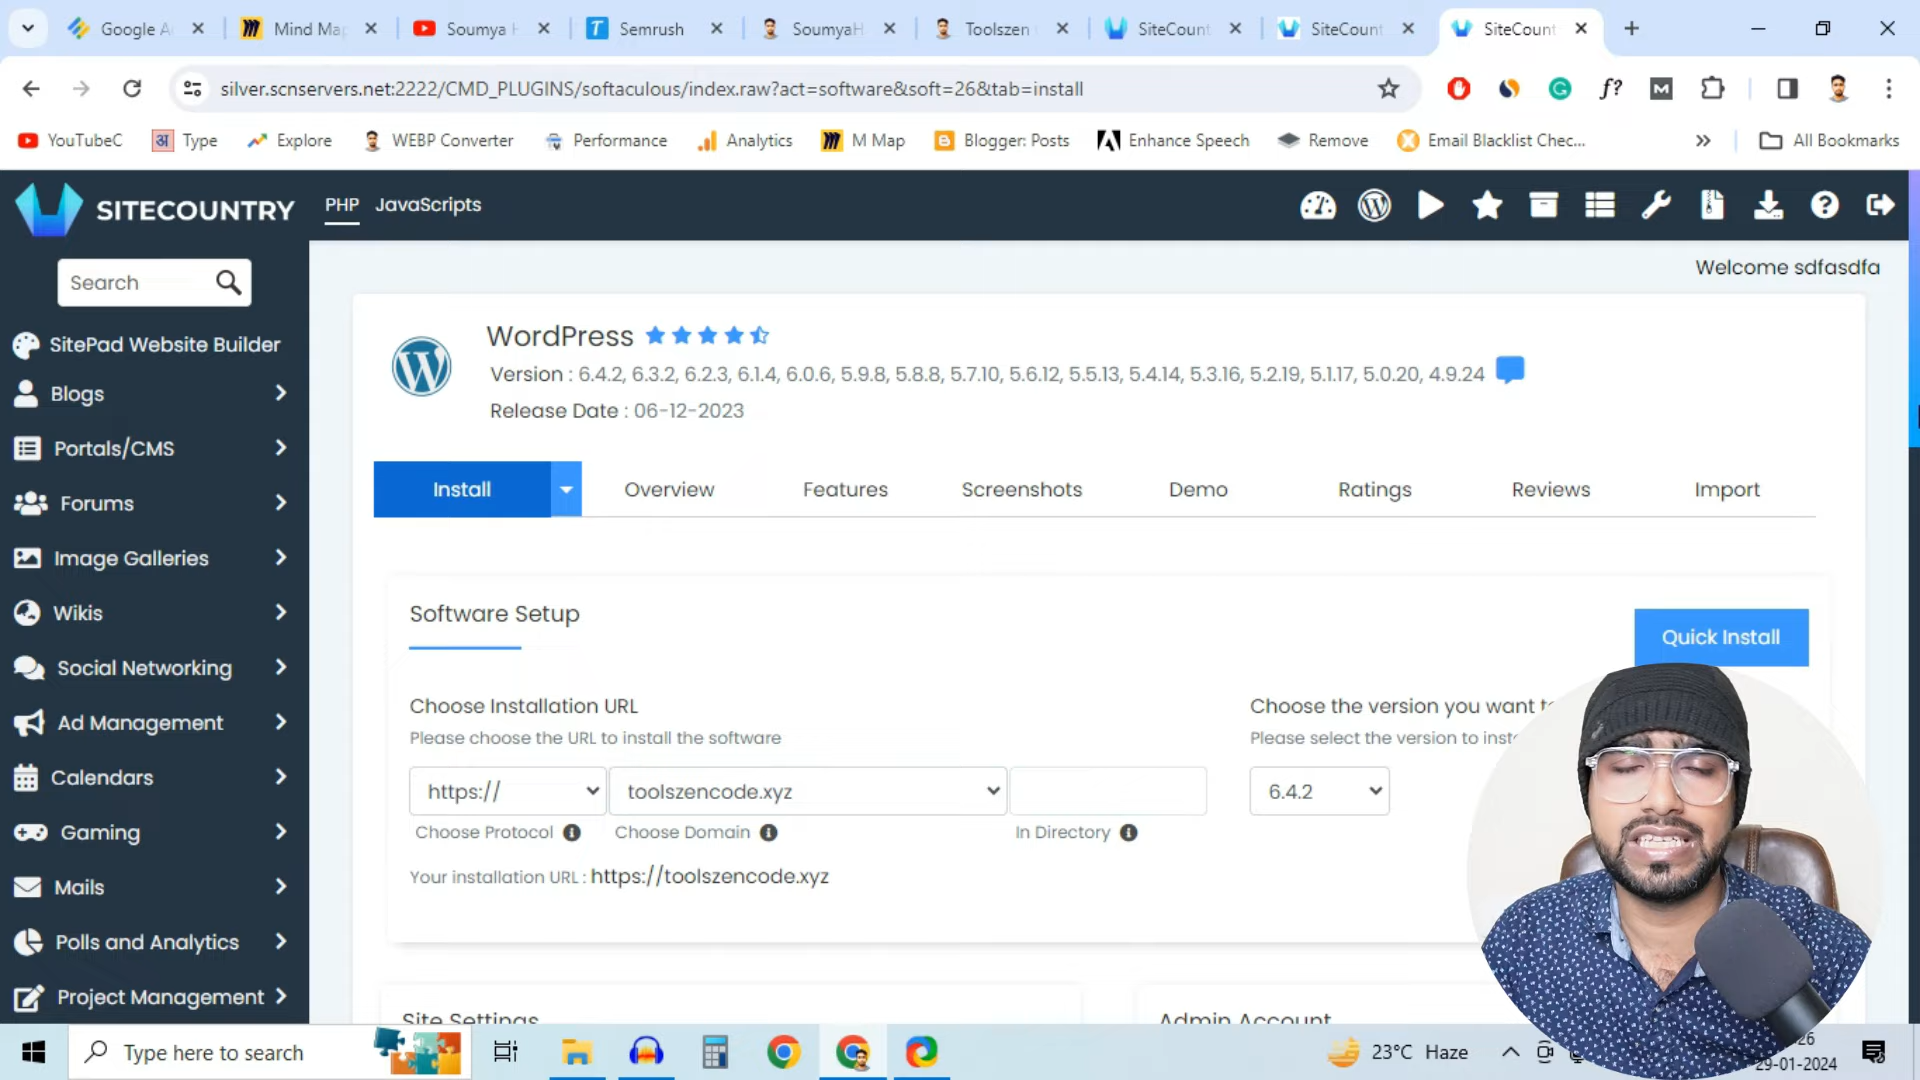 Google A
Mind Map
Soumya H
Semrush
SoumyaH
Toolszen
SiteCount
SiteCount
SiteCount
silver.scnservers.net:2222/CMD_PLUGINS/softaculous/index.raw?act=software&soft=26&tab=install
YouTubeC
अ Type
Explore
WEBP Converter
Performance
Analytics
M Map
Blogger: Posts
Enhance Speech
Remove
Email Blacklist Chec...
All Bookmarks
SITECOUNTRY
PHP JavaScripts
Search
Welcome sdfasdfa
SitePad Website Builder
Blogs
Portals/CMS
Forums
Image Galleries
Wikis
Social Networking
Ad Management
Calendars
Gaming
Mails
Polls and Analytics
Project Management
WordPress
Version : 6.4.2, 6.3.2, 6.2.3, 6.1.4, 6.0.6, 5.9.8, 5.8.8, 5.7.10, 5.6.12, 5.5.13, 5.4.14, 5.3.16, 5.2.19, 5.1.17, 5.0.20, 4.9.24
Release Date : 06-12-2023
Install
Overview
Features
Screenshots
Demo
Ratings
Reviews
Import
Software Setup
Quick Install
Choose Installation URL
Please choose the URL to install the software
https://
toolszencode.xyz
Choose Protocol
Choose Domain
In Directory
Your installation URL : https://toolszencode.xyz
Choose the version you want
Please select the version to
6.4.2
Site Settings
Admin Account
Type here to search
23°C Haze
29-01-2024